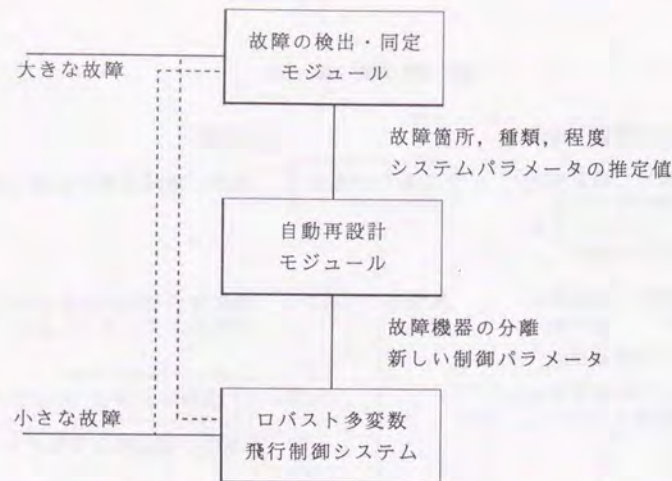 故障の検出・同定
モジュール
大きな故障
故障箇所，種類，程度
システムパラメータの推定値
自動再設計
モジュール
故障機器の分離
新しい制御パラメータ
小さな故障
ロバスト多変数
飛行制御システム